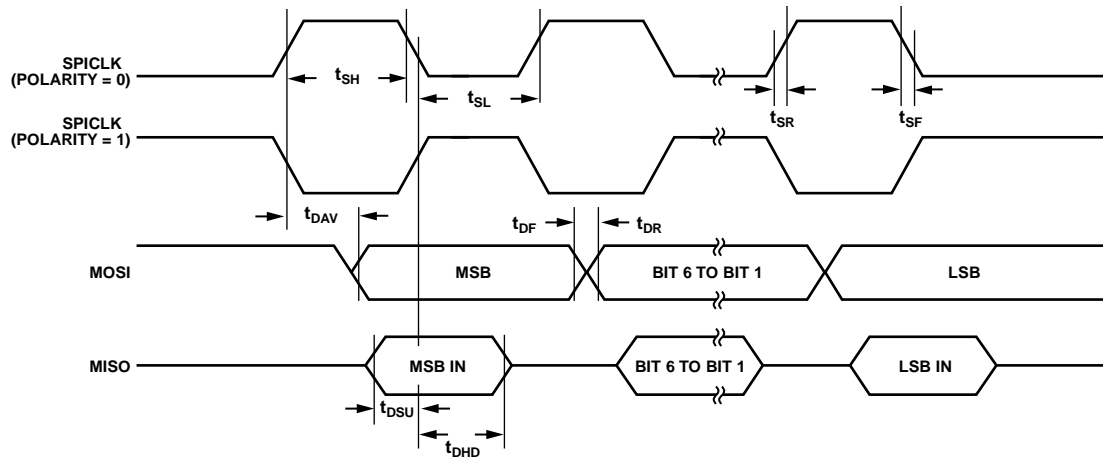 SPICLK
(POLARITY = 0)
tSH
tSL
tSR
tSF
SPICLK
(POLARITY = 1)
tDAV
tDF
tDR
MOSI
MSB
BIT 6 TO BIT 1
LSB
MISO
MSB IN
BIT 6 TO BIT 1
LSB IN
tDSU
tDHD